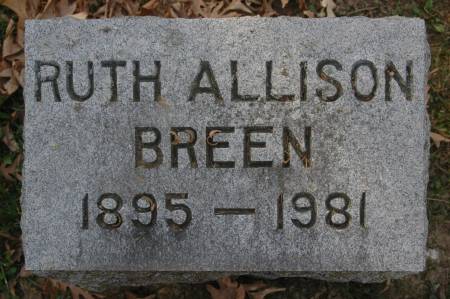 RUTH ALLISON
BREEN
1895 — 1981